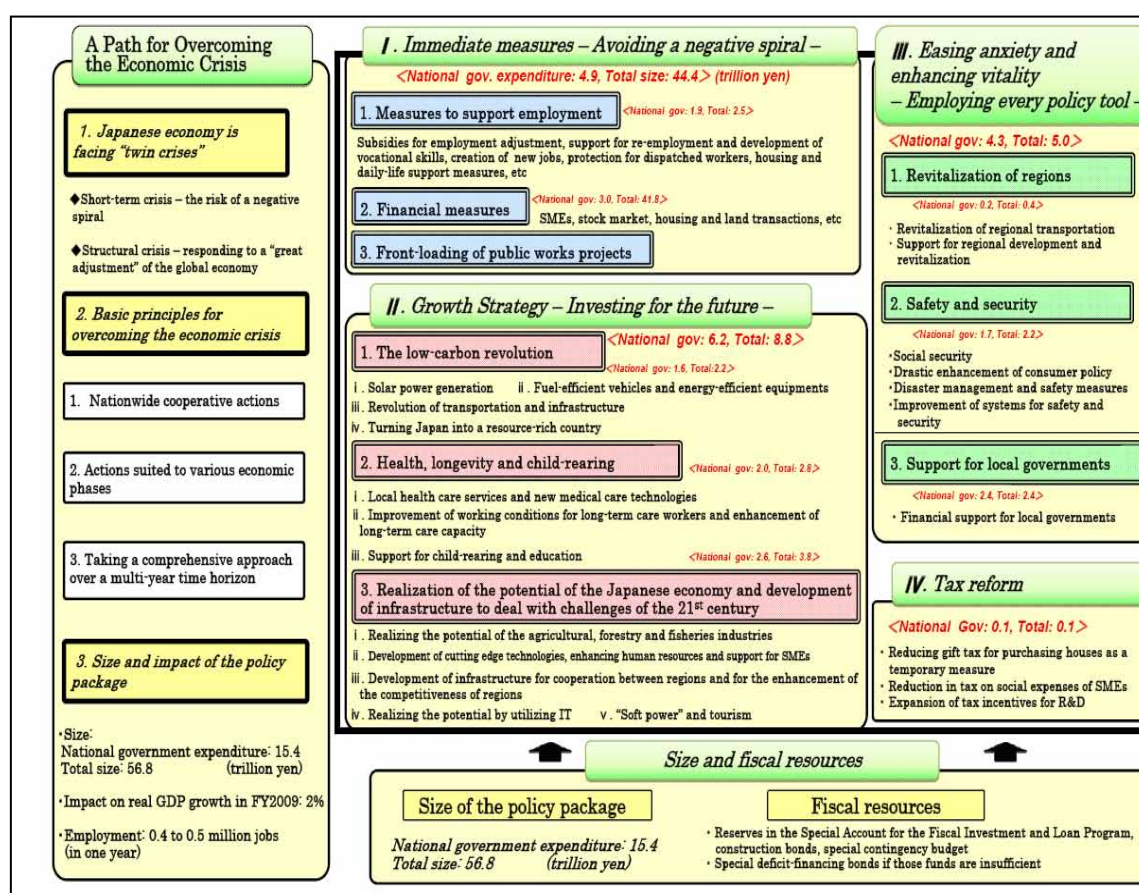 A Path for Overcoming
the Economic Crisis
1. Japanese economy is
facing “twin crises”
◆Short-term crisis – the risk of a negative
spiral
◆Structural crisis – responding to a “great
adjustment” of the global economy
2. Basic principles for
overcoming the economic crisis
1. Nationwide cooperative actions
2. Actions suited to various economic
phases
3. Taking a comprehensive approach
over a multi-year time horizon
3. Size and impact of the policy
package
・Size:
National government expenditure: 15.4
Total size: 56.8 (trillion yen)
・Impact on real GDP growth in FY2009: 2%
・Employment: 0.4 to 0.5 million jobs
(in one year)
Ⅰ. Immediate measures – Avoiding a negative spiral –
<National gov. expenditure: 4.9, Total size: 44.4> (trillion yen)
1. Measures to support employment <National gov: 1.9, Total: 2.5>
Subsidies for employment adjustment, support for re-employment and development of
vocational skills, creation of new jobs, protection for dispatched workers, housing and
daily-life support measures, etc
2. Financial measures <National gov: 3.0, Total: 41.8>
SMEs, stock market, housing and land transactions, etc
3. Front-loading of public works projects
Ⅱ. Growth Strategy – Investing for the future –
<National gov: 6.2, Total: 8.8>
1. The low-carbon revolution <National gov: 1.6, Total:2.2>
ⅰ. Solar power generation ⅱ. Fuel-efficient vehicles and energy-efficient equipments
ⅲ. Revolution of transportation and infrastructure
ⅳ. Turning Japan into a resource-rich country
2. Health, longevity and child-rearing <National gov: 2.0, Total: 2.8>
ⅰ. Local health care services and new medical care technologies
ⅱ. Improvement of working conditions for long-term care workers and enhancement of
long-term care capacity
ⅲ. Support for child-rearing and education <National gov: 2.6, Total: 3.8>
3. Realization of the potential of the Japanese economy and development
of infrastructure to deal with challenges of the 21st century
ⅰ. Realizing the potential of the agricultural, forestry and fisheries industries
ⅱ. Development of cutting edge technologies, enhancing human resources and support for SMEs
ⅲ. Development of infrastructure for cooperation between regions and for the enhancement of
the competitiveness of regions
ⅳ. Realizing the potential by utilizing IT ⅴ. “Soft power” and tourism
Ⅲ. Easing anxiety and
enhancing vitality
– Employing every policy tool –
<National gov: 4.3, Total: 5.0>
1. Revitalization of regions
<National gov: 0.2, Total: 0.4>
・Revitalization of regional transportation
・Support for regional development and
revitalization
2. Safety and security
<National gov: 1.7, Total: 2.2>
・Social security
・Drastic enhancement of consumer policy
・Disaster management and safety measures
・Improvement of systems for safety and
security
3. Support for local governments
<National gov: 2.4, Total: 2.4>
・Financial support for local governments
Ⅳ. Tax reform
<National Gov: 0.1, Total: 0.1>
・Reducing gift tax for purchasing houses as a
temporary measure
・Reduction in tax on social expenses of SMEs
・Expansion of tax incentives for R&D
Size and fiscal resources
Size of the policy package
National government expenditure: 15.4
Total size: 56.8 (trillion yen)
Fiscal resources
・Reserves in the Special Account for the Fiscal Investment and Loan Program,
construction bonds, special contingency budget
・Special deficit-financing bonds if those funds are insufficient